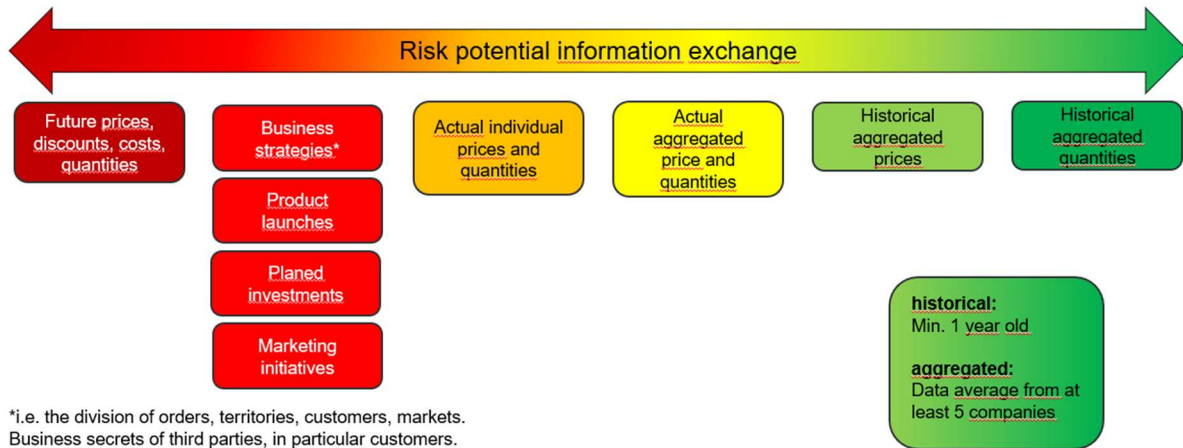 Risk potential information exchange
Future prices,
discounts, costs,
quantities
Business
strategies*
Product
launches
Planed
investments
Marketing
initiatives
Actual individual
prices and
quantities
Actual
aggregated
price and
quantities
Historical
aggregated
prices
Historical
aggregated
quantities
historical:
Min. 1 year old
aggregated:
Data average from at
least 5 companies
*i.e. the division of orders, territories, customers, markets.
Business secrets of third parties, in particular customers.